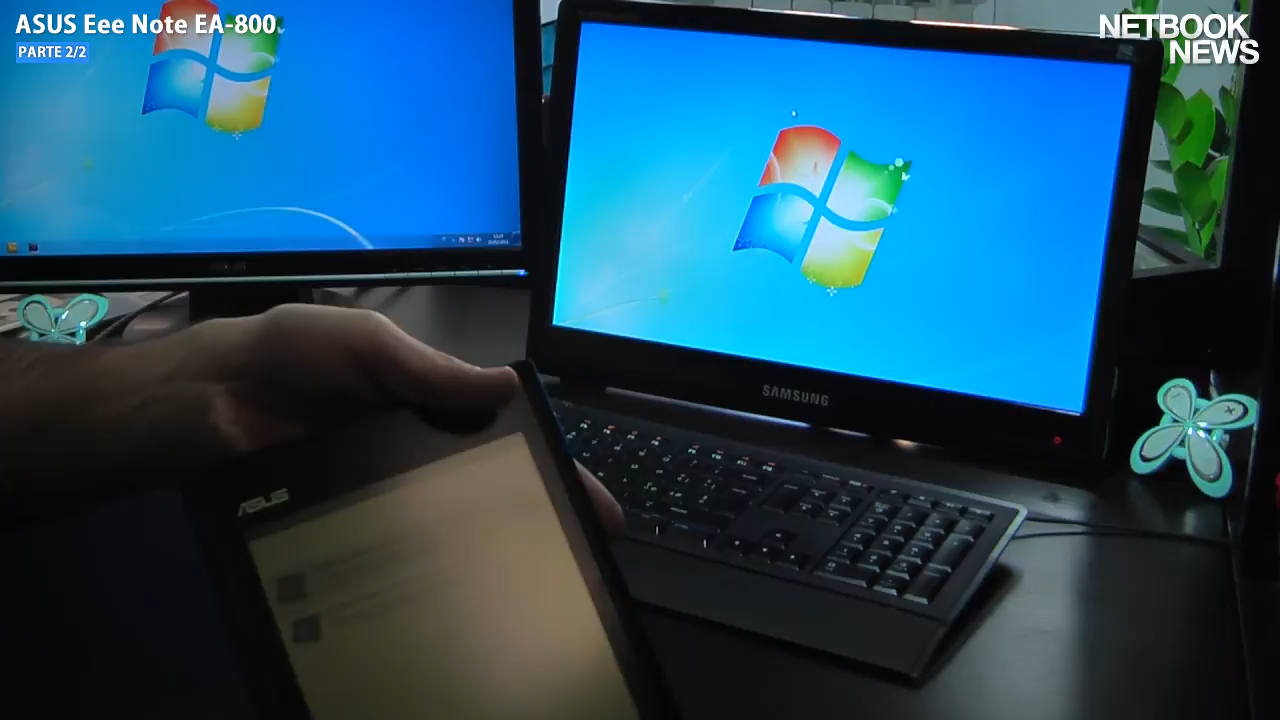 ASUS Eee Note EA-800
PARTE 2/2
NETBOOK
NEWS
SAMSUNG
ASUS